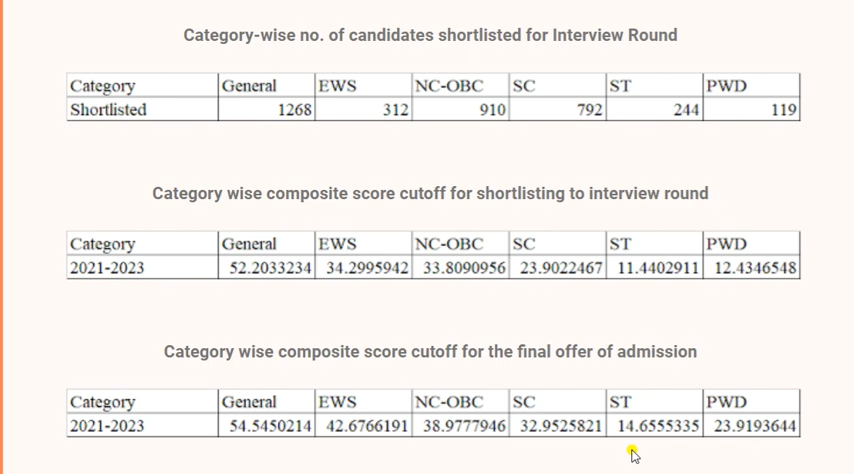 Category-wise no. of candidates shortlisted for Interview Round
Category General EWS NC-OBC SC ST PWD
Shortlisted 1268 312 910 792 244 119
Category wise composite score cutoff for shortlisting to interview round
Category General EWS NC-OBC SC ST PWD
2021-2023 52.2033234 34.2995942 33.8090956 23.9022467 11.4402911 12.4346548
Category wise composite score cutoff for the final offer of admission
Category General EWS NC-OBC SC ST PWD
2021-2023 54.5450214 42.6766191 38.9777946 32.9525821 14.6555335 23.9193644